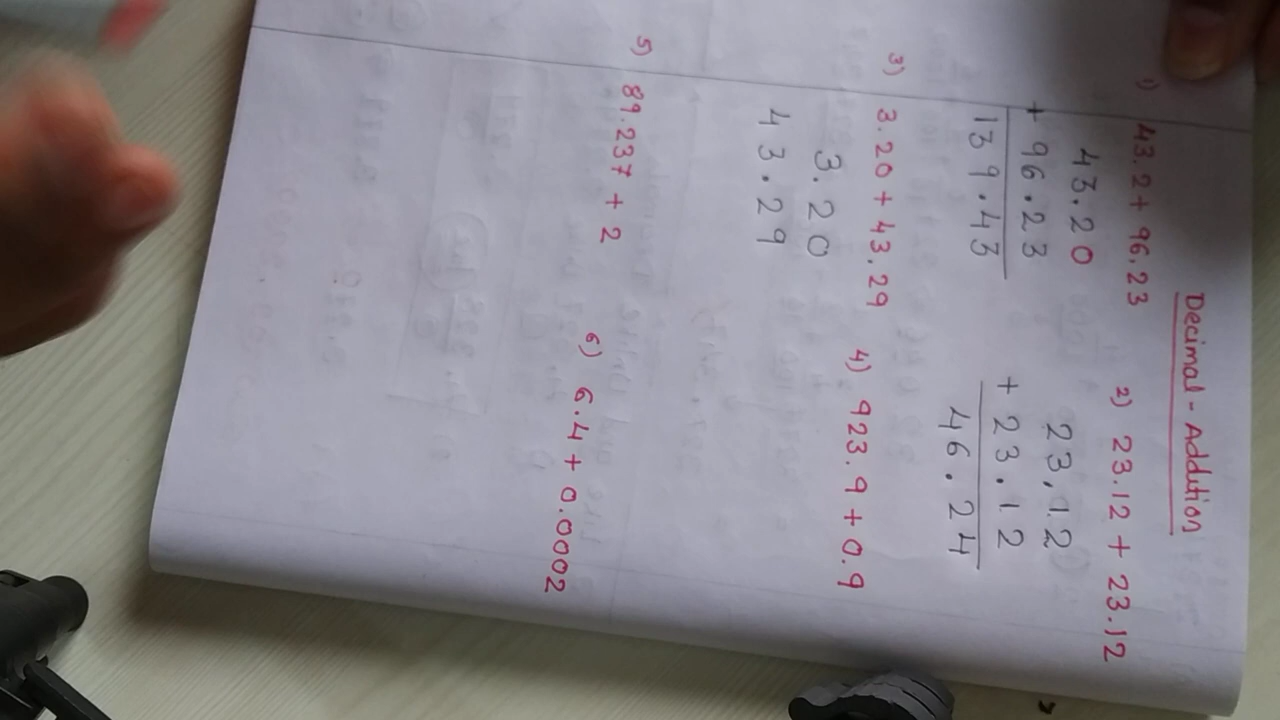 Decimal - Addition
1) 43.2 + 96.23
43.20
+ 96.23
139.43
2) 23.12 + 23.12
23.12
+ 23.12
46.24
3) 3.20 + 43.29
3.20
43.29
4) 923.9 + 0.9
5) 89.237 + 2
6) 6.4 + 0.0002